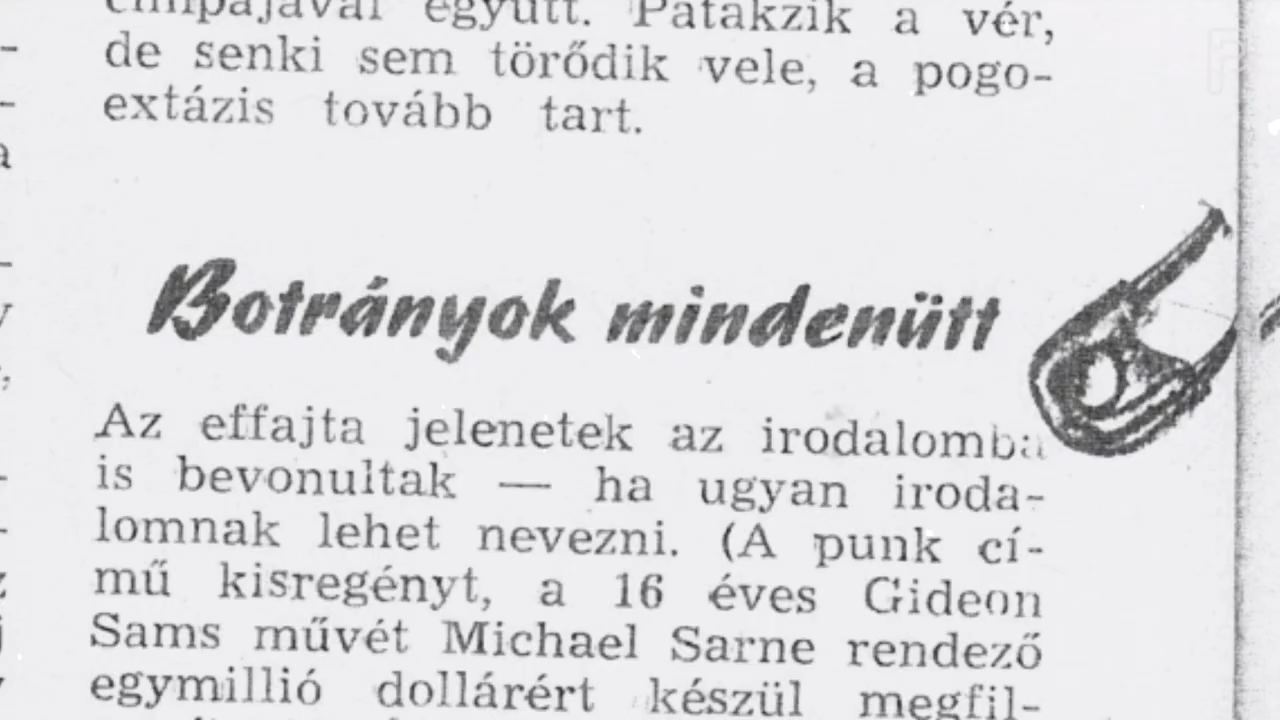 együtt. Patakzik a vér,
de senki sem törődik vele, a pogo-
extázis tovább tart.
Botrányok mindenütt
Az effajta jelenetek az irodalomba
is bevonultak — ha ugyan iroda-
lomnak lehet nevezni. (A punk cí-
mű kisregényt, a 16 éves Gideon
Sams művét Michael Sarne rendező
egymillió dollárért készül megfil-